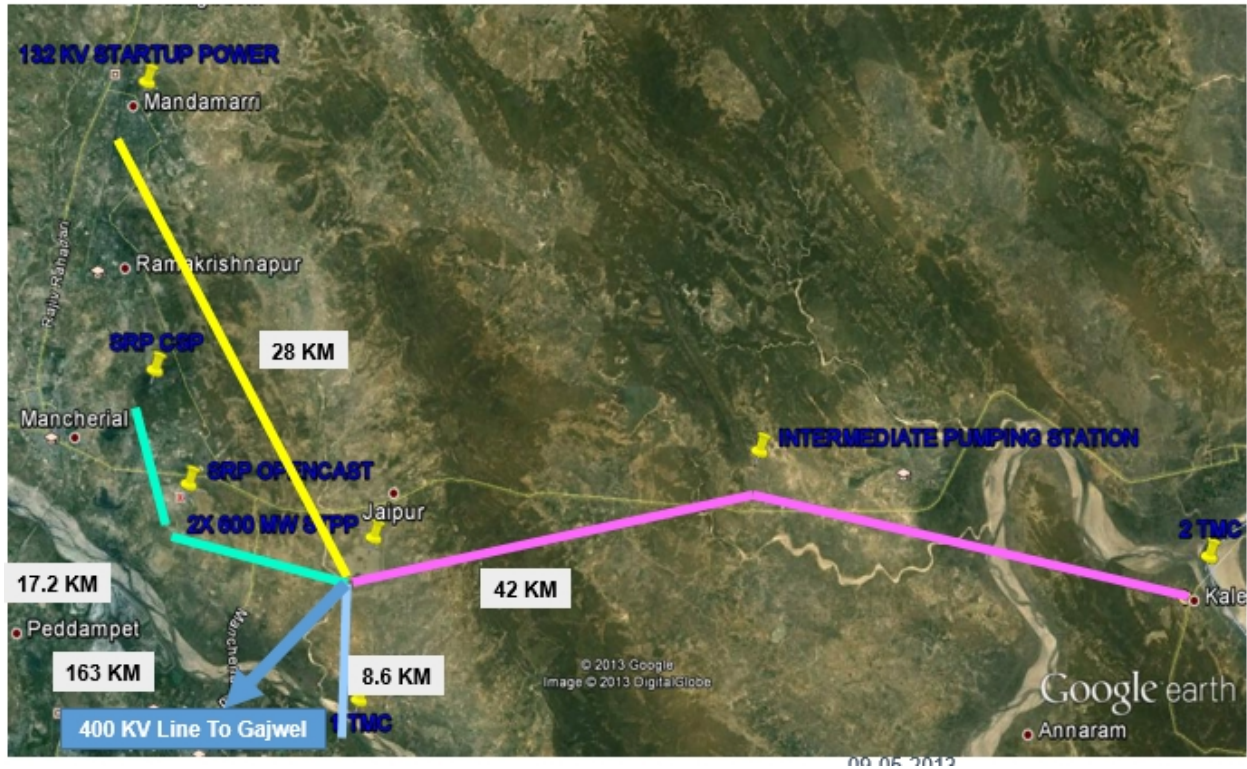 132 KV STARTUP POWER
Mandamarri
Rajiv Rahadari
Ramakrishnapur
SRP CSP
28 KM
Mancherial
INTERMEDIATE PUMPING STATION
SRP OPENCAST
Jaipur
2X 600 MW STPP
2 TMC
17.2 KM
42 KM
Kale
Peddampet
163 KM
8.6 KM
© 2013 Google
Image © 2013 DigitalGlobe
Google earth
400 KV Line To Gajwel
1 TMC
Annaram
09-05-2013